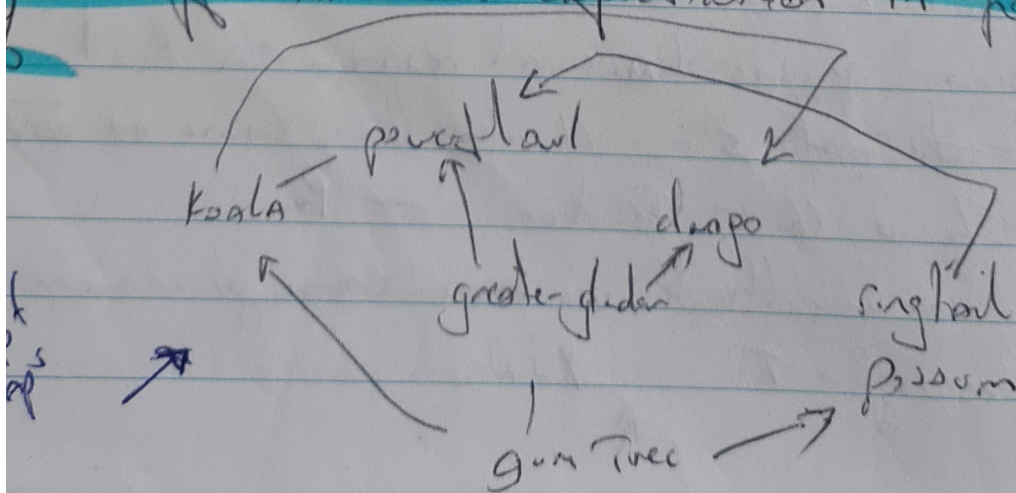 powerful owl
KoalA
dingo
greater glider
ringtail
possum
gum Tree